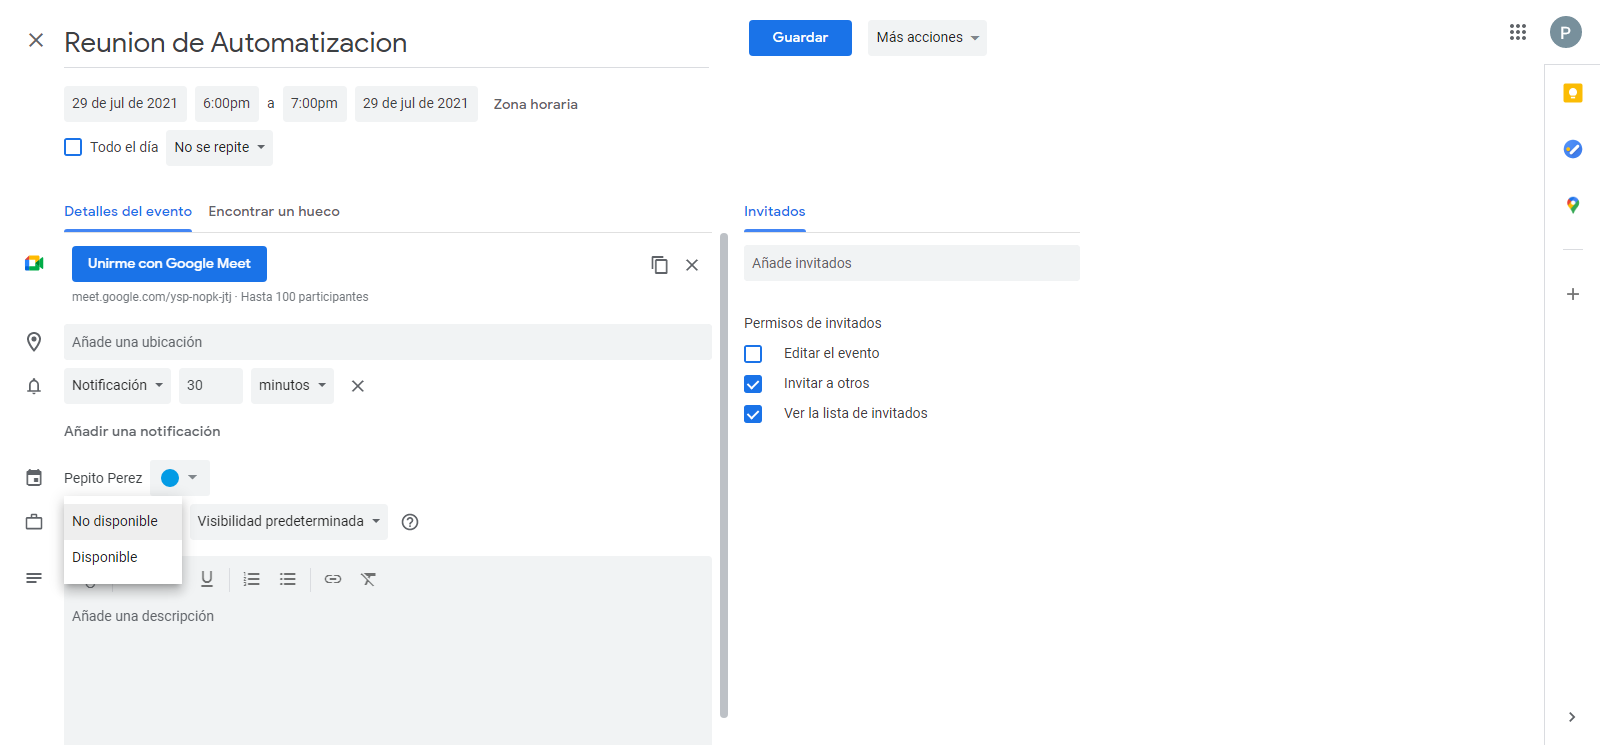 Reunion de Automatizacion
Guardar
Más acciones
P
29 de jul de 2021 6:00pm a 7:00pm 29 de jul de 2021 Zona horaria
Todo el día No se repite
Detalles del evento Encontrar un hueco
Invitados
Unirme con Google Meet
meet.google.com/ysp-nopk-jtj · Hasta 100 participantes
Añade una ubicación
Notificación 30 minutos
Añadir una notificación
Pepito Perez
No disponible
Disponible
Visibilidad predeterminada
U
Añade una descripción
Añade invitados
Permisos de invitados
Editar el evento
Invitar a otros
Ver la lista de invitados